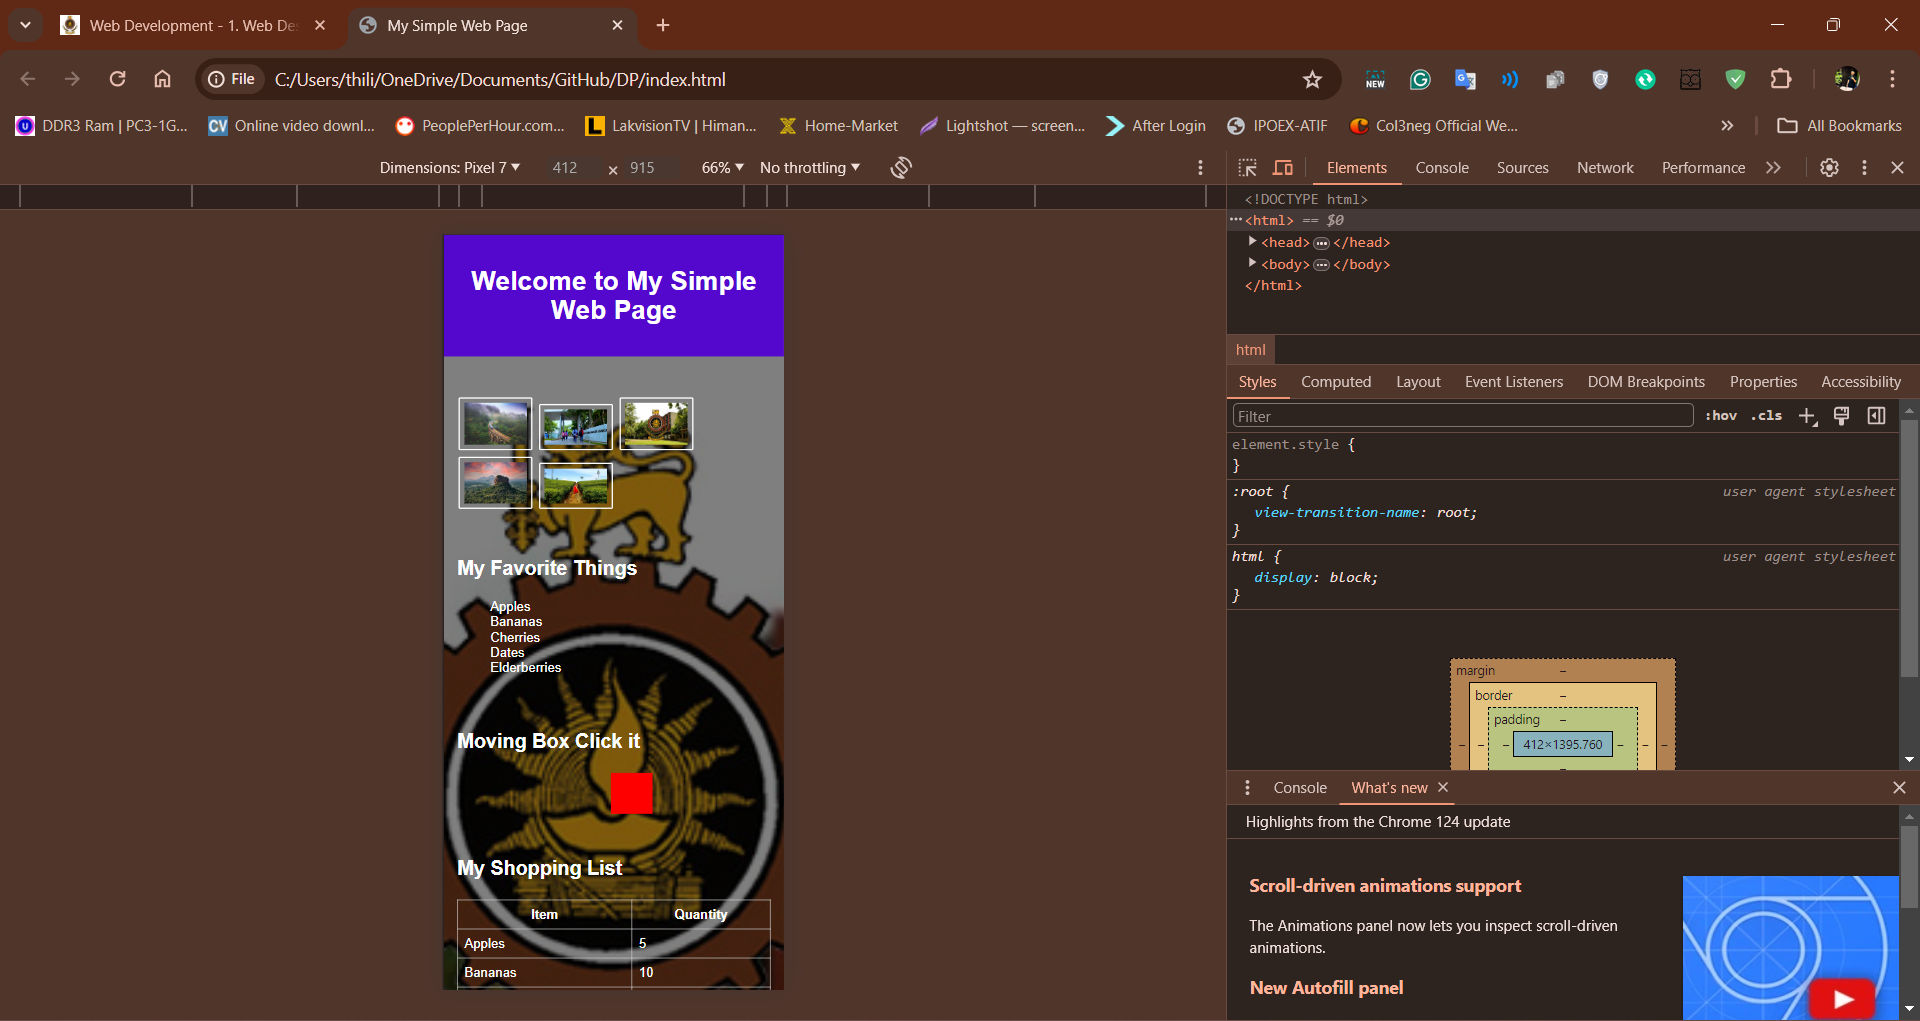 Web Development - 1. Web De
My Simple Web Page
File
C:/Users/thili/OneDrive/Documents/GitHub/DP/index.html
NEW
DDR3 Ram | PC3-1G...
CV Online video downl...
PeoplePerHour.com...
L LakvisionTV | Himan...
Home-Market
Lightshot — screen...
After Login
IPOEX-ATIF
Col3neg Official We...
All Bookmarks
Dimensions: Pixel 7
412 × 915
66%
No throttling
Elements
Console
Sources
Network
Performance
<!DOCTYPE html>
<html> == $0
<head> ··· </head>
<body> ··· </body>
</html>
html
Styles
Computed
Layout
Event Listeners
DOM Breakpoints
Properties
Accessibility
Filter
:hov .cls
element.style {
}
:root { user agent stylesheet
view-transition-name: root;
}
html { user agent stylesheet
display: block;
}
margin –
border –
padding –
– – – 412×1395.760 – – –
–
Console
What's new
Highlights from the Chrome 124 update
Scroll-driven animations support
The Animations panel now lets you inspect scroll-driven
animations.
New Autofill panel
Welcome to My Simple
Web Page
My Favorite Things
Apples
Bananas
Cherries
Dates
Elderberries
Moving Box Click it
My Shopping List
Item Quantity
Apples 5
Bananas 10